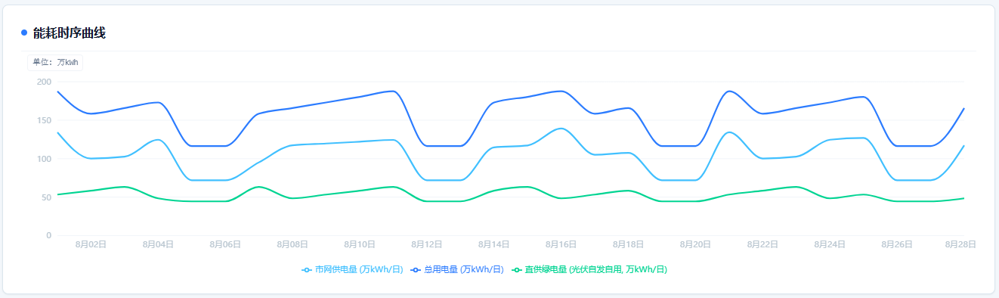 能耗时序曲线
单位: 万kWh
200
150
100
50
0
8月02日 8月04日 8月06日 8月08日 8月10日 8月12日 8月14日 8月16日 8月18日 8月20日 8月22日 8月24日 8月26日 8月28日
市网供电量 (万kWh/日) 总用电量 (万kWh/日) 直供绿电量 (光伏自发自用, 万kWh/日)